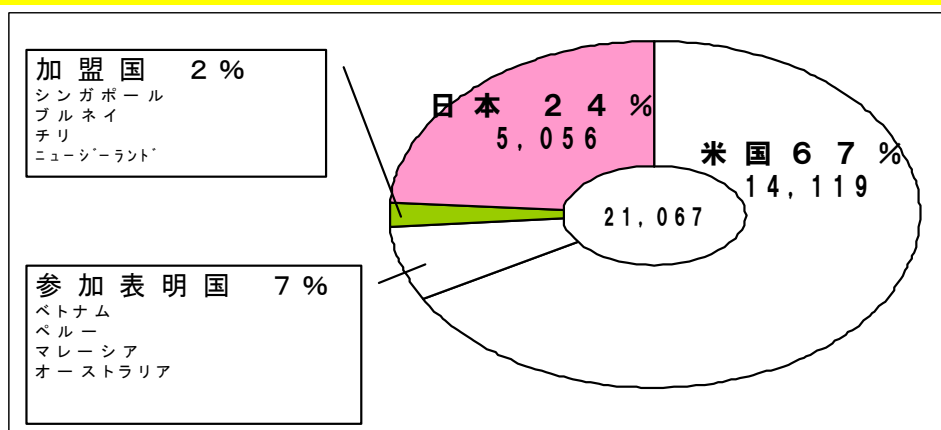 加盟国 2%
シンガポール
ブルネイ
チリ
ニュージーランド
参加表明国 7%
ベトナム
ペルー
マレーシア
オーストラリア
日本 24%
5,056
米国67%
14,119
21,067